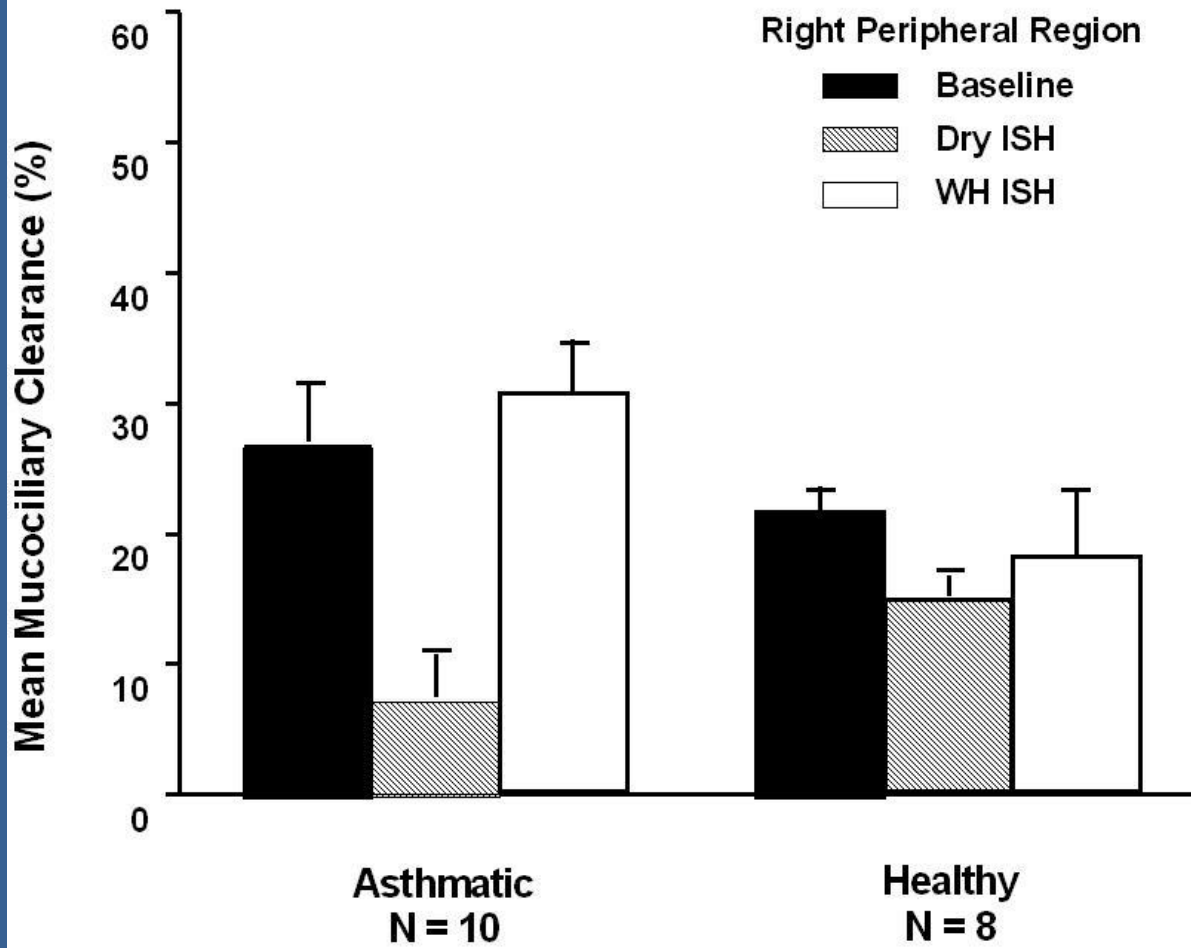 Mean Mucociliary Clearance (%)
60
50
40
30
20
10
0
Right Peripheral Region
Baseline
Dry ISH
WH ISH
Asthmatic
N = 10
Healthy
N = 8